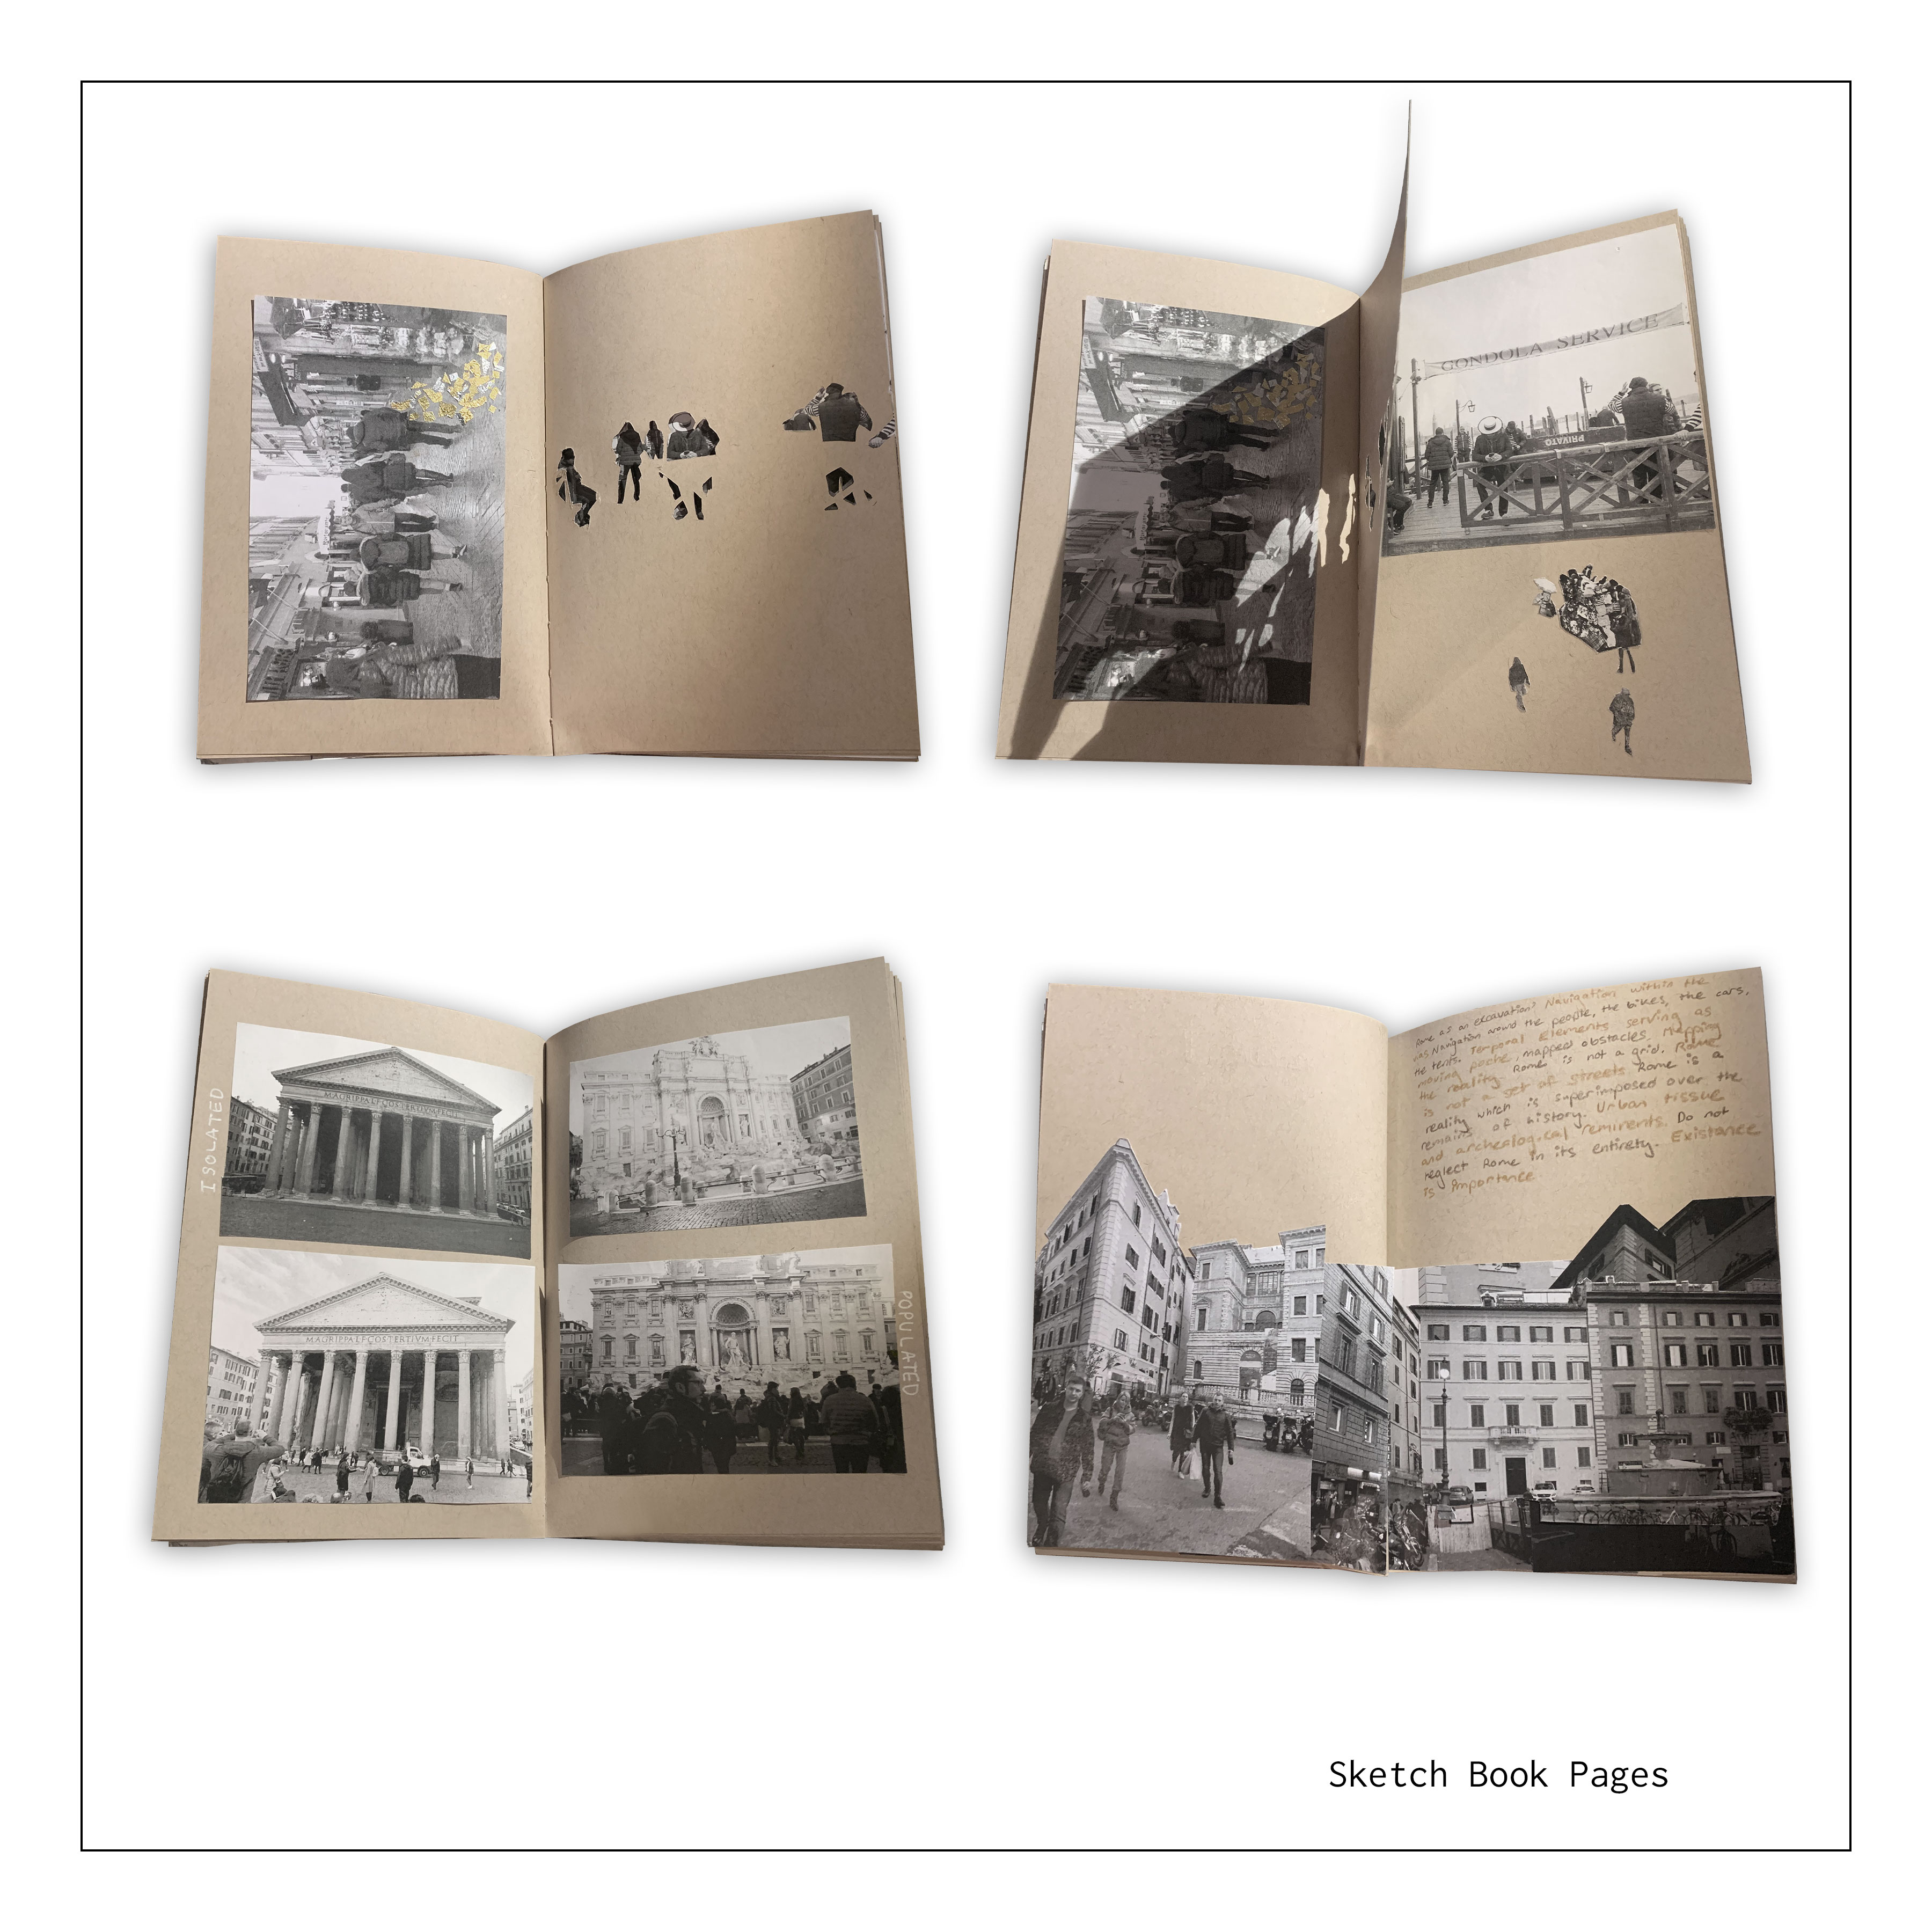 GONDOLA SERVICE
PRIVATO
ISOLATED
M·AGRIPPA·L·F·COS·TERTIVM·FECIT
M·AGRIPPA·L·F·COS·TERTIVM·FECIT
POPULLATED
Rome as an excavation? Navigation within the
as Navigation around the people, the bikes, the cars,
the tents. Temporal Elements serving as
moving poche, mapped obstacles. Mapping
the reality. Rome is not a grid. Rome
is not a set of streets. Rome is a
reality which is superimposed over the
remains of history. Urban tissue
and archealogical reminents. Do not
neglect Rome in its entirety. Existance
is importance
Sketch Book Pages